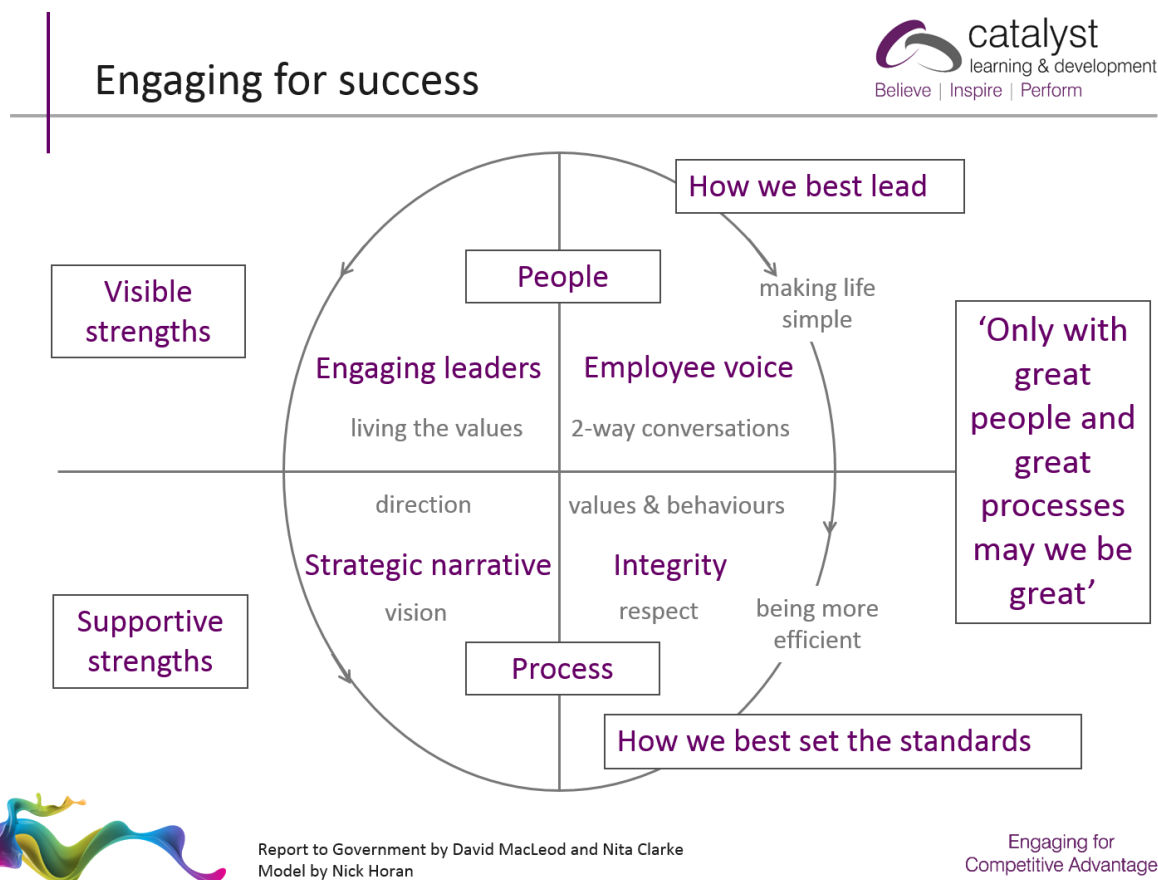 Engaging for success
catalyst
learning & development
Believe | Inspire | Perform
How we best lead
People
Visible
strengths
making life
simple
Engaging leaders
Employee voice
living the values
2-way conversations
'Only with
great
people and
great
processes
may we be
great'
direction
values & behaviours
Strategic narrative
Integrity
vision
respect
being more
efficient
Supportive
strengths
Process
How we best set the standards
Report to Government by David MacLeod and Nita Clarke
Model by Nick Horan
Engaging for
Competitive Advantage